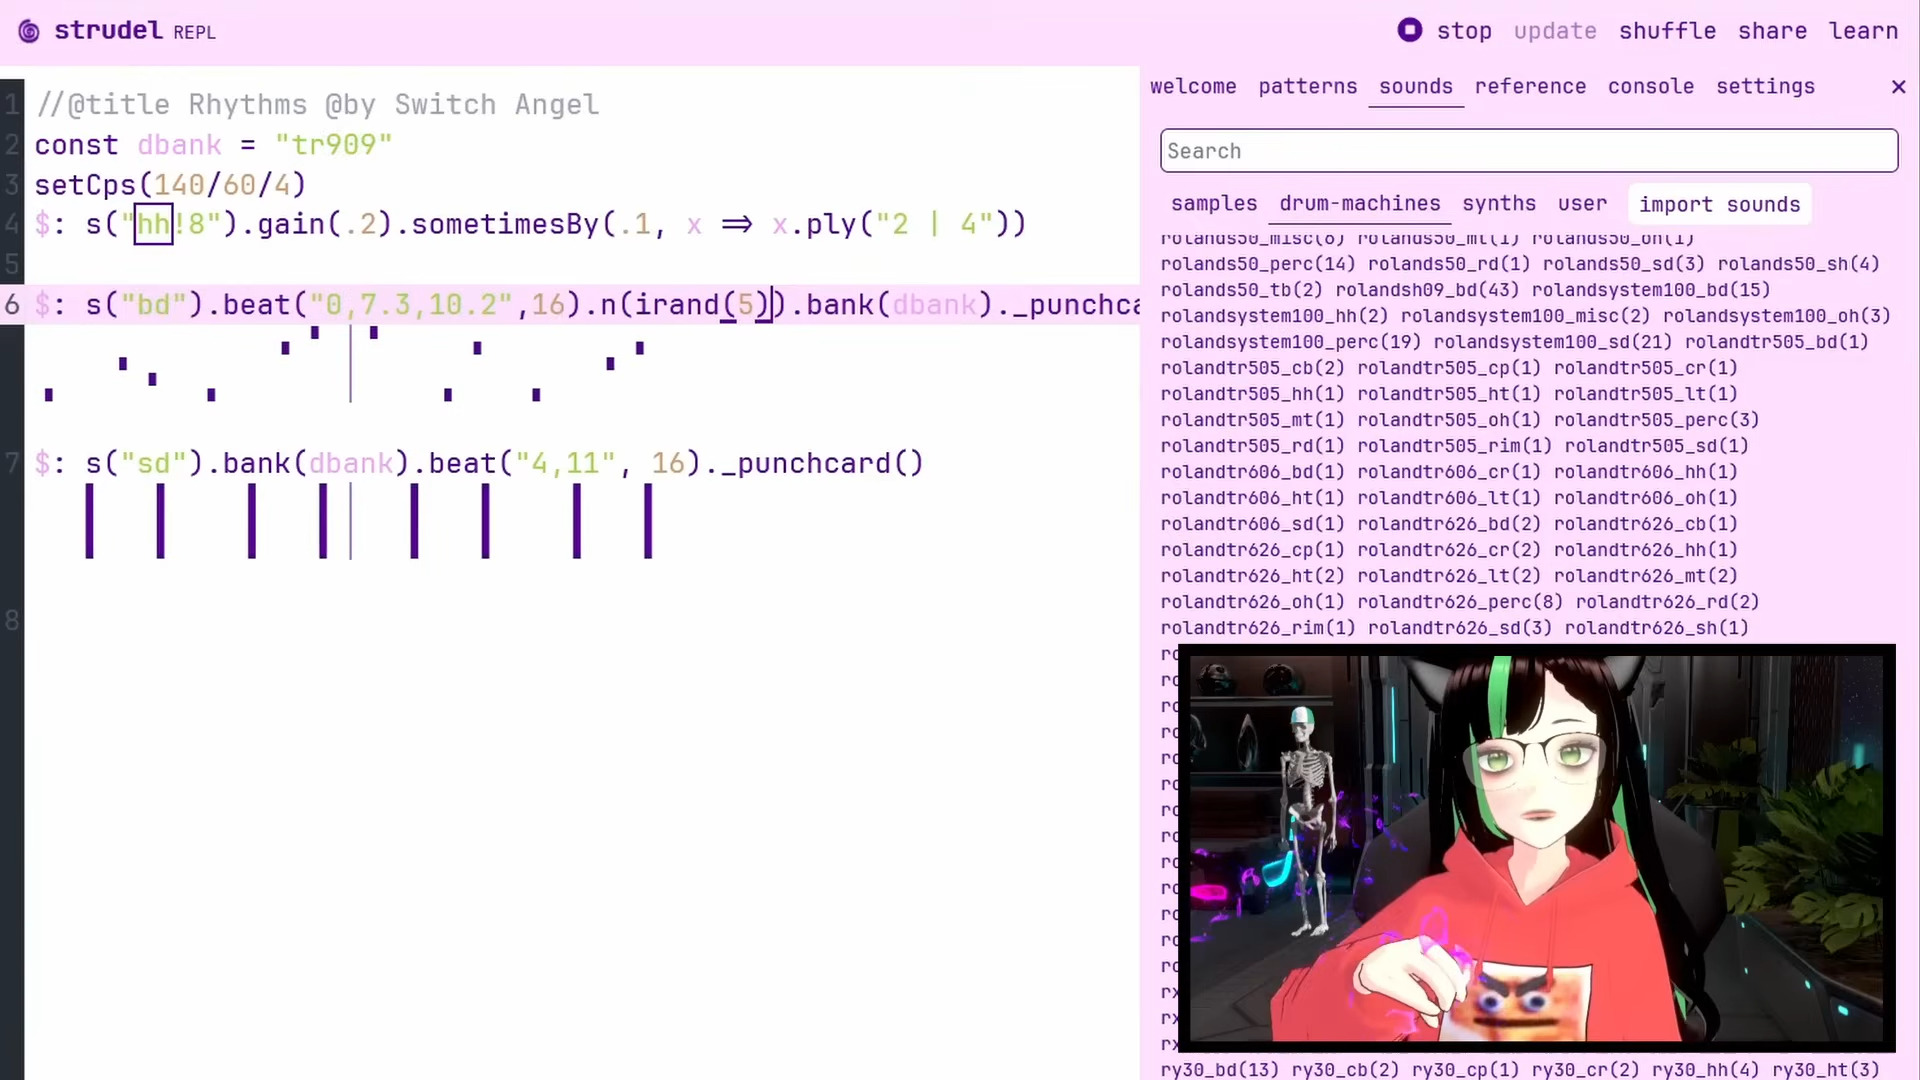 strudel REPL
stop update shuffle share learn
welcome patterns sounds reference console settings ×
Search
samples drum-machines synths user import sounds
1 //@title Rhythms @by Switch Angel
2 const dbank = "tr909"
3 setCps(140/60/4)
4 $: s("hh!8").gain(.2).sometimesBy(.1, x => x.ply("2 | 4"))
5
6 $: s("bd").beat("0,7.3,10.2",16).n(irand(5)).bank(dbank)._punchca
7 $: s("sd").bank(dbank).beat("4,11", 16)._punchcard()
8
rolands50_misc(6) rolands50_mt(1) rolands50_oh(1)
rolands50_perc(14) rolands50_rd(1) rolands50_sd(3) rolands50_sh(4)
rolands50_tb(2) rolandsh09_bd(43) rolandsystem100_bd(15)
rolandsystem100_hh(2) rolandsystem100_misc(2) rolandsystem100_oh(3)
rolandsystem100_perc(19) rolandsystem100_sd(21) rolandtr505_bd(1)
rolandtr505_cb(2) rolandtr505_cp(1) rolandtr505_cr(1)
rolandtr505_hh(1) rolandtr505_ht(1) rolandtr505_lt(1)
rolandtr505_mt(1) rolandtr505_oh(1) rolandtr505_perc(3)
rolandtr505_rd(1) rolandtr505_rim(1) rolandtr505_sd(1)
rolandtr606_bd(1) rolandtr606_cr(1) rolandtr606_hh(1)
rolandtr606_ht(1) rolandtr606_lt(1) rolandtr606_oh(1)
rolandtr606_sd(1) rolandtr626_bd(2) rolandtr626_cb(1)
rolandtr626_cp(1) rolandtr626_cr(2) rolandtr626_hh(1)
rolandtr626_ht(2) rolandtr626_lt(2) rolandtr626_mt(2)
rolandtr626_oh(1) rolandtr626_perc(8) rolandtr626_rd(2)
rolandtr626_rim(1) rolandtr626_sd(3) rolandtr626_sh(1)
ry30_bd(13) ry30_cb(2) ry30_cp(1) ry30_cr(2) ry30_hh(4) ry30_ht(3)